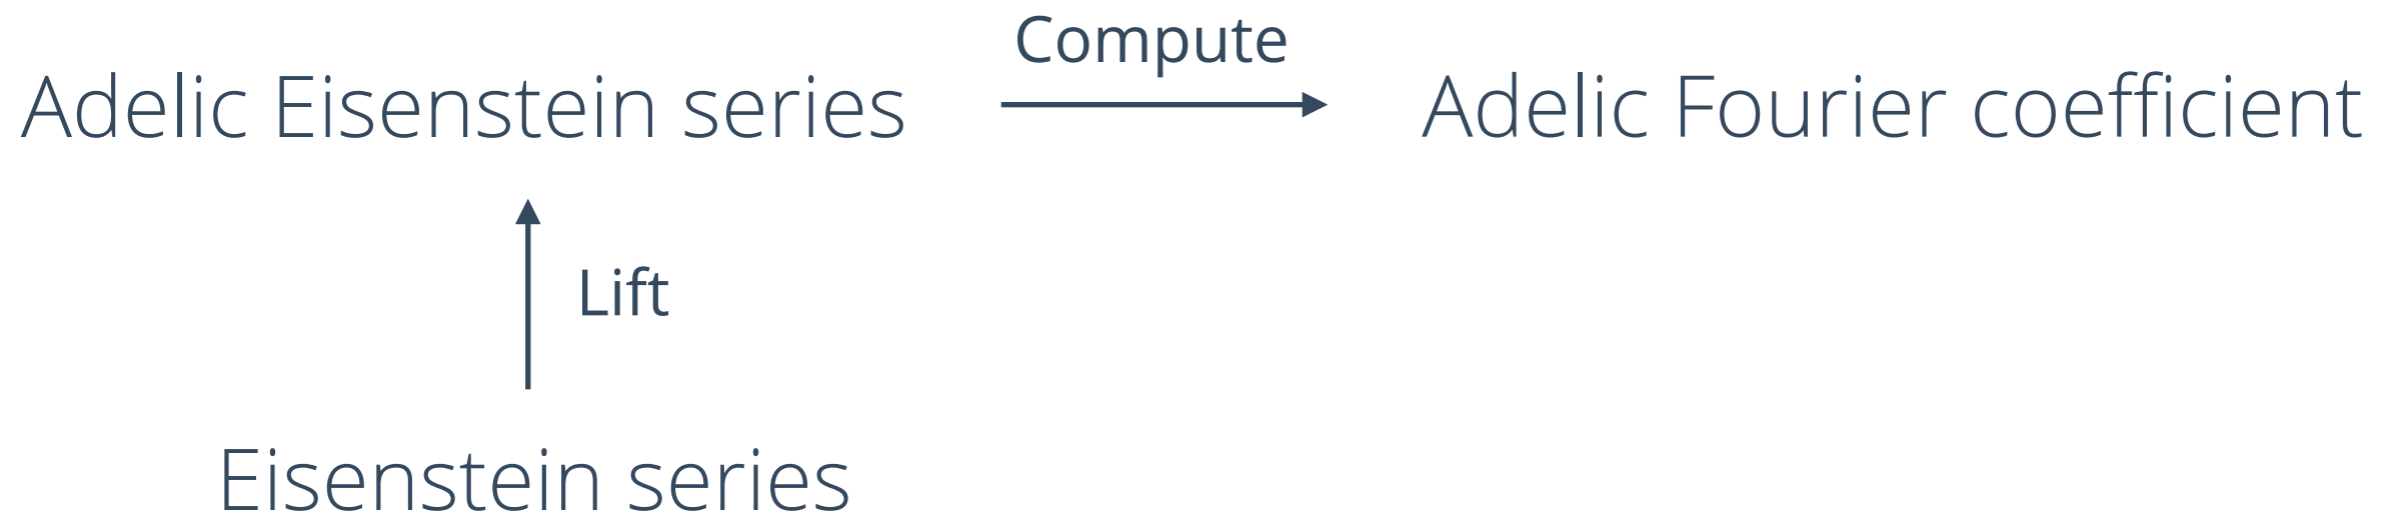 Compute
Adelic Eisenstein series
Adelic Fourier coefficient
Lift
Eisenstein series